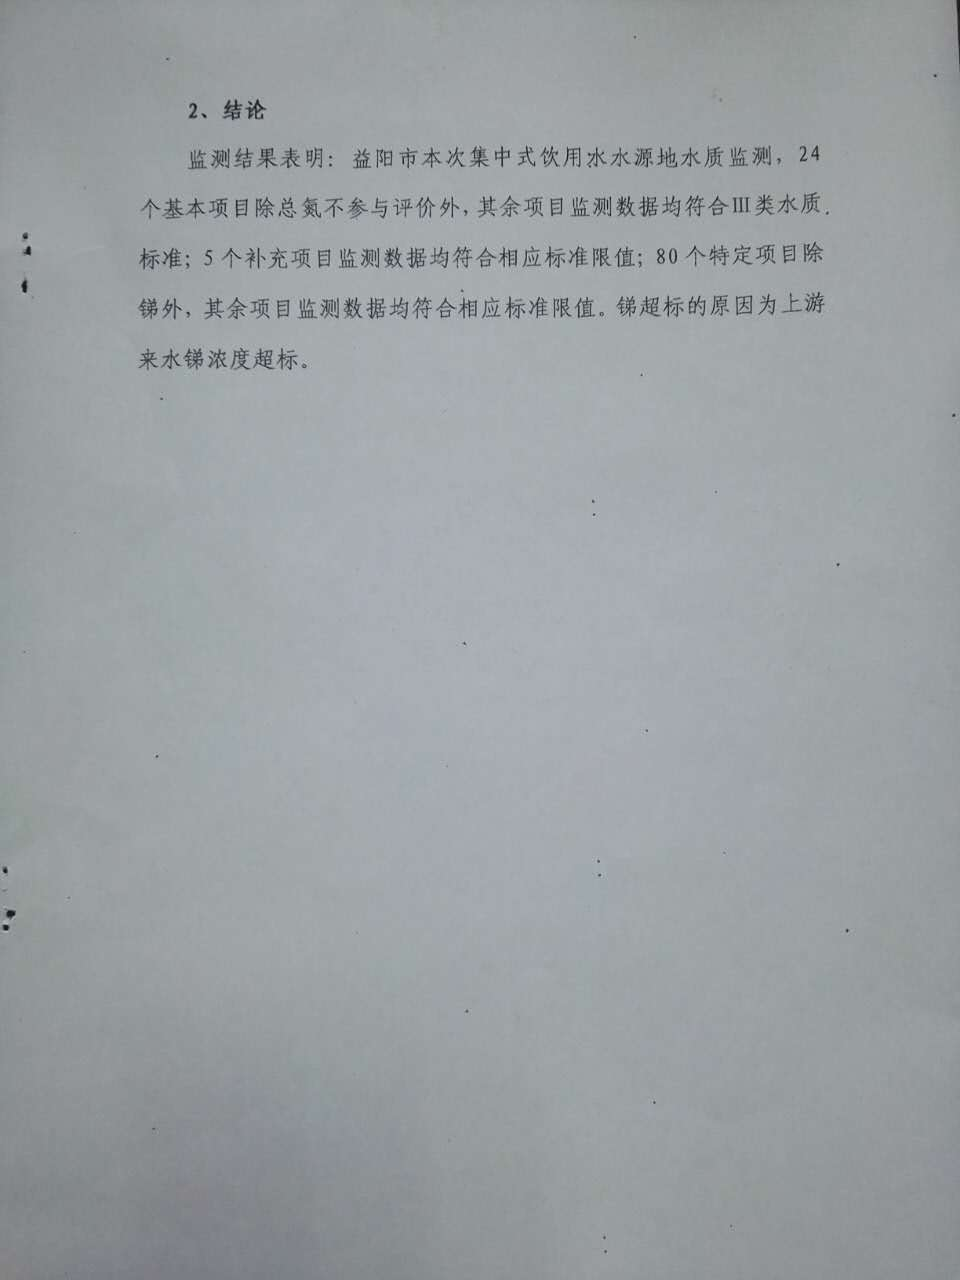 2、结论
监测结果表明：益阳市本次集中式饮用水水源地水质监测，24
个基本项目除总氮不参与评价外，其余项目监测数据均符合Ⅲ类水质
标准；5个补充项目监测数据均符合相应标准限值；80个特定项目除
锑外，其余项目监测数据均符合相应标准限值。锑超标的原因为上游
来水锑浓度超标。